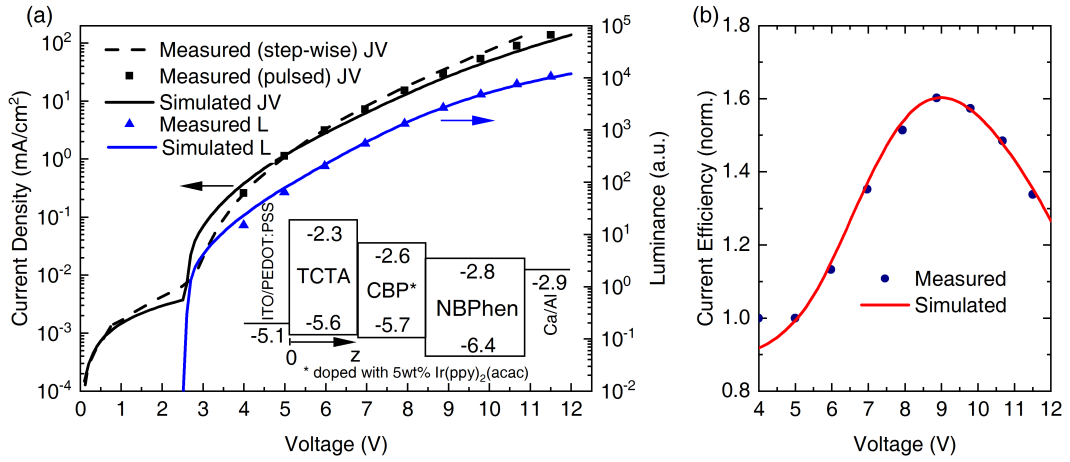 (a)
10^2
10^1
10^0
10^-1
10^-2
10^-3
10^-4
Current Density (mA/cm^2)
Measured (step-wise) JV
Measured (pulsed) JV
Simulated JV
Measured L
Simulated L
10^5
10^4
10^3
10^2
10^1
10^0
10^-1
10^-2
Luminance (a.u.)
ITO/PEDOT:PSS
-5.1
-2.3
TCTA
-5.6
-2.6
CBP*
-5.7
-2.8
NBPhen
-6.4
-2.9
Ca/Al
0
z
* doped with 5wt% Ir(ppy)2(acac)
0 1 2 3 4 5 6 7 8 9 10 11 12
Voltage (V)
(b)
1.8
1.6
1.4
1.2
1.0
0.8
Current Efficiency (norm.)
Measured
Simulated
4 5 6 7 8 9 10 11 12
Voltage (V)